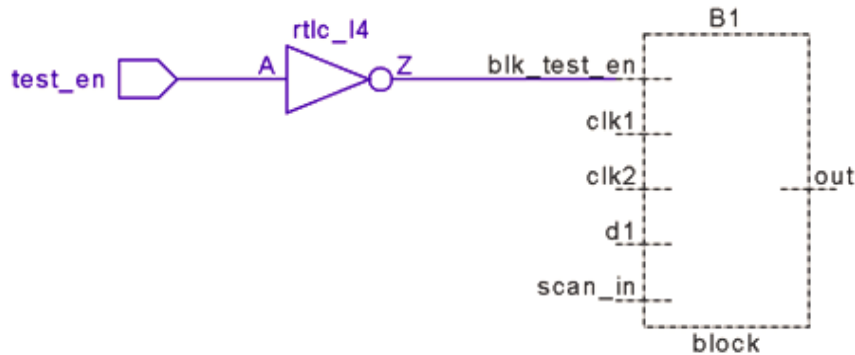 B1
rtlc_I4
test_en
A
Z
blk_test_en
clk1
clk2
out
d1
scan_in
block